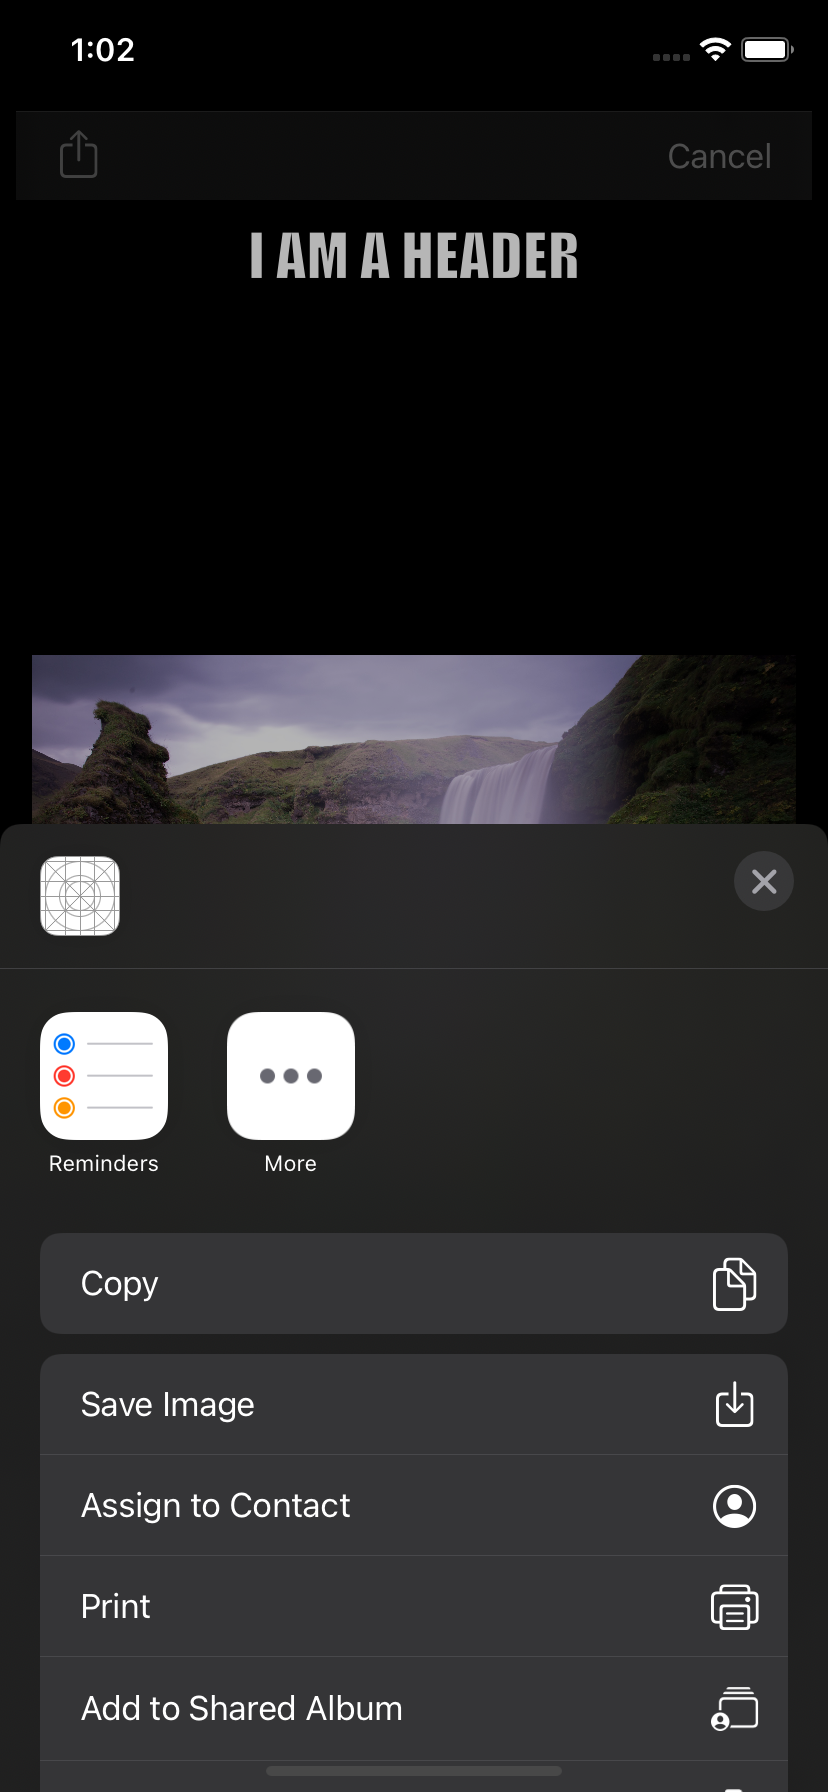 1:02
Cancel
I AM A HEADER
Reminders
More
Copy
Save Image
Assign to Contact
Print
Add to Shared Album